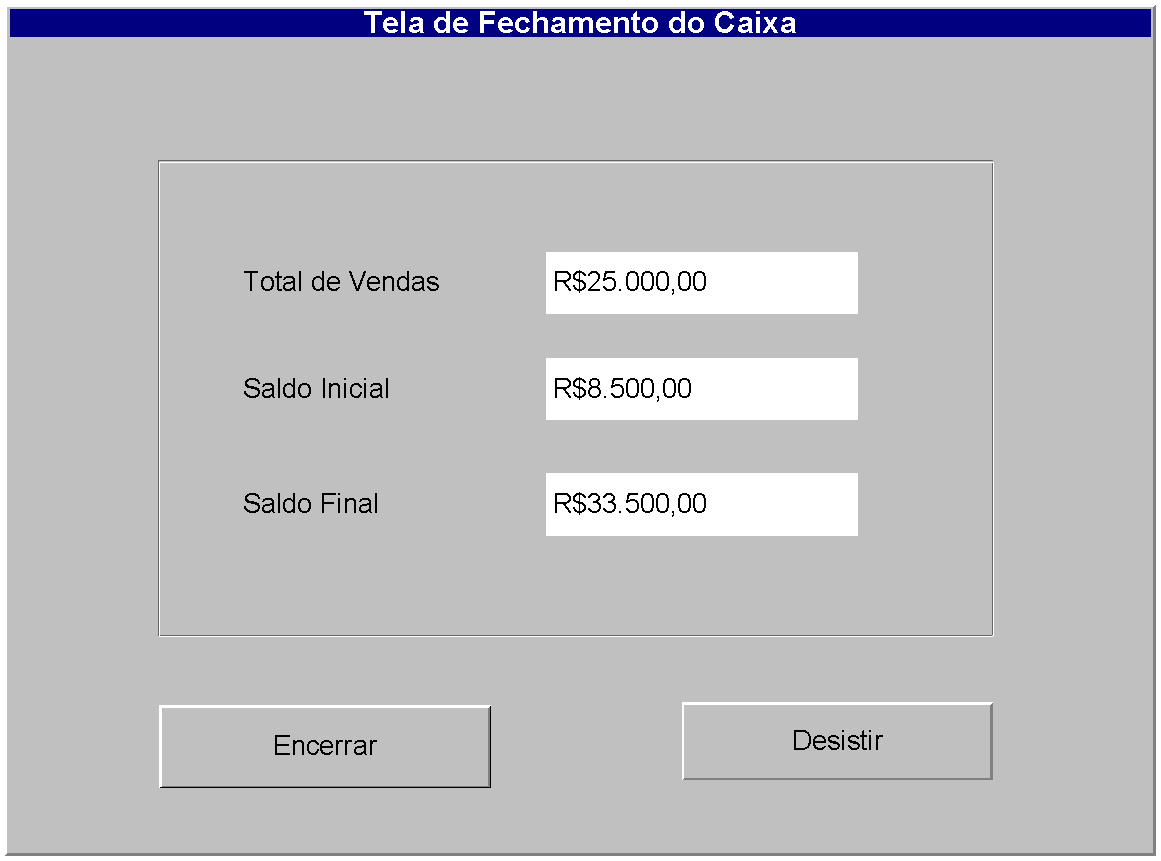 Tela de Fechamento do Caixa
Total de Vendas R$25.000,00
Saldo Inicial R$8.500,00
Saldo Final R$33.500,00
Encerrar Desistir